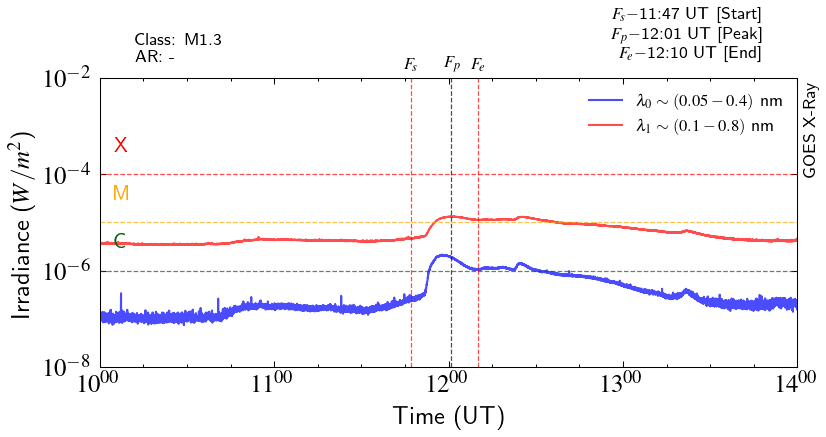 Fs−11:47 UT [Start]
Fp−12:01 UT [Peak]
Fe−12:10 UT [End]
Class: M1.3
AR: -
Fs Fp Fe
10⁻²
10⁻⁴
10⁻⁶
10⁻⁸
Irradiance (W/m²)
X
M
C
λ₀ ∼ (0.05 − 0.4) nm
λ₁ ∼ (0.1 − 0.8) nm
GOES X-Ray
10⁰⁰ 11⁰⁰ 12⁰⁰ 13⁰⁰ 14⁰⁰
Time (UT)